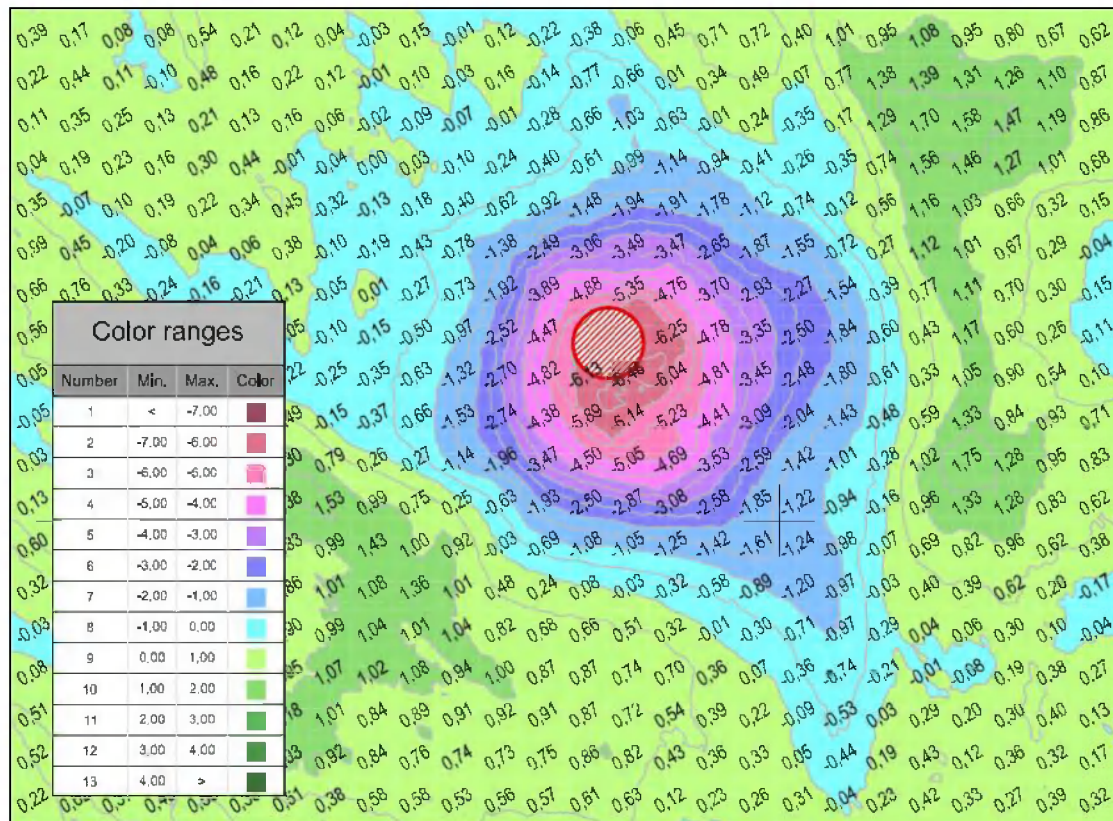 0,39 0,17 0,08 0,08 0,54 0,21 0,12 0,04 -0,03 0,15 -0,01 0,12 -0,22 -0,38 -0,06 0,45 0,71 0,72 0,40 1,01 0,95 1,08 0,95 0,80 0,67 0,62
0,22 0,44 0,11 -0,10 0,48 0,16 0,22 0,12 -0,01 0,10 -0,03 0,16 -0,14 -0,77 -0,66 0,01 0,34 0,49 0,07 0,77 1,38 1,39 1,31 1,26 1,10 0,87
0,11 0,35 0,25 0,13 0,21 0,13 0,16 0,06 -0,02 -0,09 -0,07 -0,01 -0,28 -0,66 -1,03 -0,63 -0,01 0,24 -0,35 0,17 1,29 1,70 1,58 1,47 1,19 0,86
0,04 0,19 0,23 0,16 0,30 0,44 -0,01 -0,04 0,00 0,03 -0,10 -0,24 -0,40 -0,61 -0,99 -1,14 -0,94 -0,41 -0,26 -0,35 0,74 1,56 1,46 1,27 1,01 0,68
0,35 -0,07 0,10 0,19 0,22 0,34 0,45 -0,32 -0,13 -0,18 -0,40 -0,62 -0,92 -1,48 -1,94 -1,91 -1,78 -1,12 -0,74 -0,12 0,56 1,16 1,03 0,66 0,32 0,15
0,99 0,45 -0,20 -0,08 0,04 0,06 0,38 -0,10 -0,19 -0,43 -0,78 -1,38 -2,49 -3,06 -3,49 -3,47 -2,65 -1,87 -1,55 -0,72 0,27 1,12 1,01 0,67 0,29 -0,04
0,66 0,76 0,33 -0,24 -0,16 -0,21 0,13 -0,05 0,01 -0,27 -0,73 -1,92 -3,89 -4,88 -5,35 -4,76 -3,70 -2,93 -2,27 -1,54 -0,39 0,77 1,11 0,70 0,30 -0,15
0,56 -0,10 -0,15 -0,50 -0,97 -2,52 -4,47 -6,25 -4,78 -3,35 -2,50 -1,84 -0,60 0,43 1,17 0,60 0,26 -0,11
Color ranges
0,05 -0,25 -0,35 -0,63 -1,32 -2,70 -4,82 -6,04 -4,81 -3,45 -2,48 -1,80 -0,61 0,33 1,05 0,90 0,54 0,10
Number Min. Max. Color
-0,05 -0,15 -0,37 -0,66 -1,53 -2,74 -4,38 -5,89 -6,14 -5,23 -4,41 -3,09 -2,04 -1,43 -0,48 0,59 1,33 0,84 0,93 0,71
1 < -7,00
2 -7,00 -6,00
0,03 0,79 0,26 -0,27 -1,14 -1,96 -3,47 -4,50 -5,05 -4,69 -3,53 -2,59 -1,42 -1,01 -0,28 1,02 1,75 1,28 0,95 0,83
3 -6,00 -5,00
0,13 1,53 0,99 0,75 0,25 -0,63 -1,93 -2,50 -2,87 -3,08 -2,58 -1,85 -1,22 -0,94 -0,16 0,96 1,33 1,28 0,83 0,62
4 -5,00 -4,00
5 -4,00 -3,00
0,60 0,99 1,43 1,00 0,92 -0,03 -0,69 -1,08 -1,05 -1,25 -1,42 -1,61 -1,24 -0,98 -0,07 0,69 0,82 0,96 0,62 0,38
6 -3,00 -2,00
0,32 1,01 1,08 1,36 1,01 0,48 0,24 0,08 -0,03 -0,32 -0,58 -0,89 -1,20 -0,97 -0,03 0,40 0,39 0,62 0,20 -0,17
7 -2,00 -1,00
8 -1,00 0,00
-0,03 0,99 1,04 1,01 1,04 0,82 0,68 0,66 0,51 0,32 -0,01 -0,30 -0,71 -0,97 -0,29 0,04 0,06 0,30 0,10 -0,04
9 0,00 1,00
0,08 1,07 1,02 1,08 0,94 1,00 0,87 0,87 0,74 0,70 0,36 0,07 -0,36 -0,74 -0,21 -0,01 -0,08 0,19 0,38 0,27
10 1,00 2,00
0,51 1,01 0,84 0,89 0,91 0,92 0,91 0,87 0,72 0,54 0,39 0,22 -0,09 -0,53 0,03 0,29 0,20 0,30 0,40 0,13
11 2,00 3,00
12 3,00 4,00
0,52 0,92 0,84 0,76 0,74 0,73 0,75 0,86 0,82 0,43 0,36 0,33 0,05 -0,44 0,19 0,43 0,12 0,36 0,32 0,17
13 4,00 >
0,22 0,31 0,38 0,58 0,58 0,53 0,66 0,57 0,51 0,63 0,12 0,23 0,26 0,31 -0,04 0,23 0,42 0,33 0,27 0,39 0,32